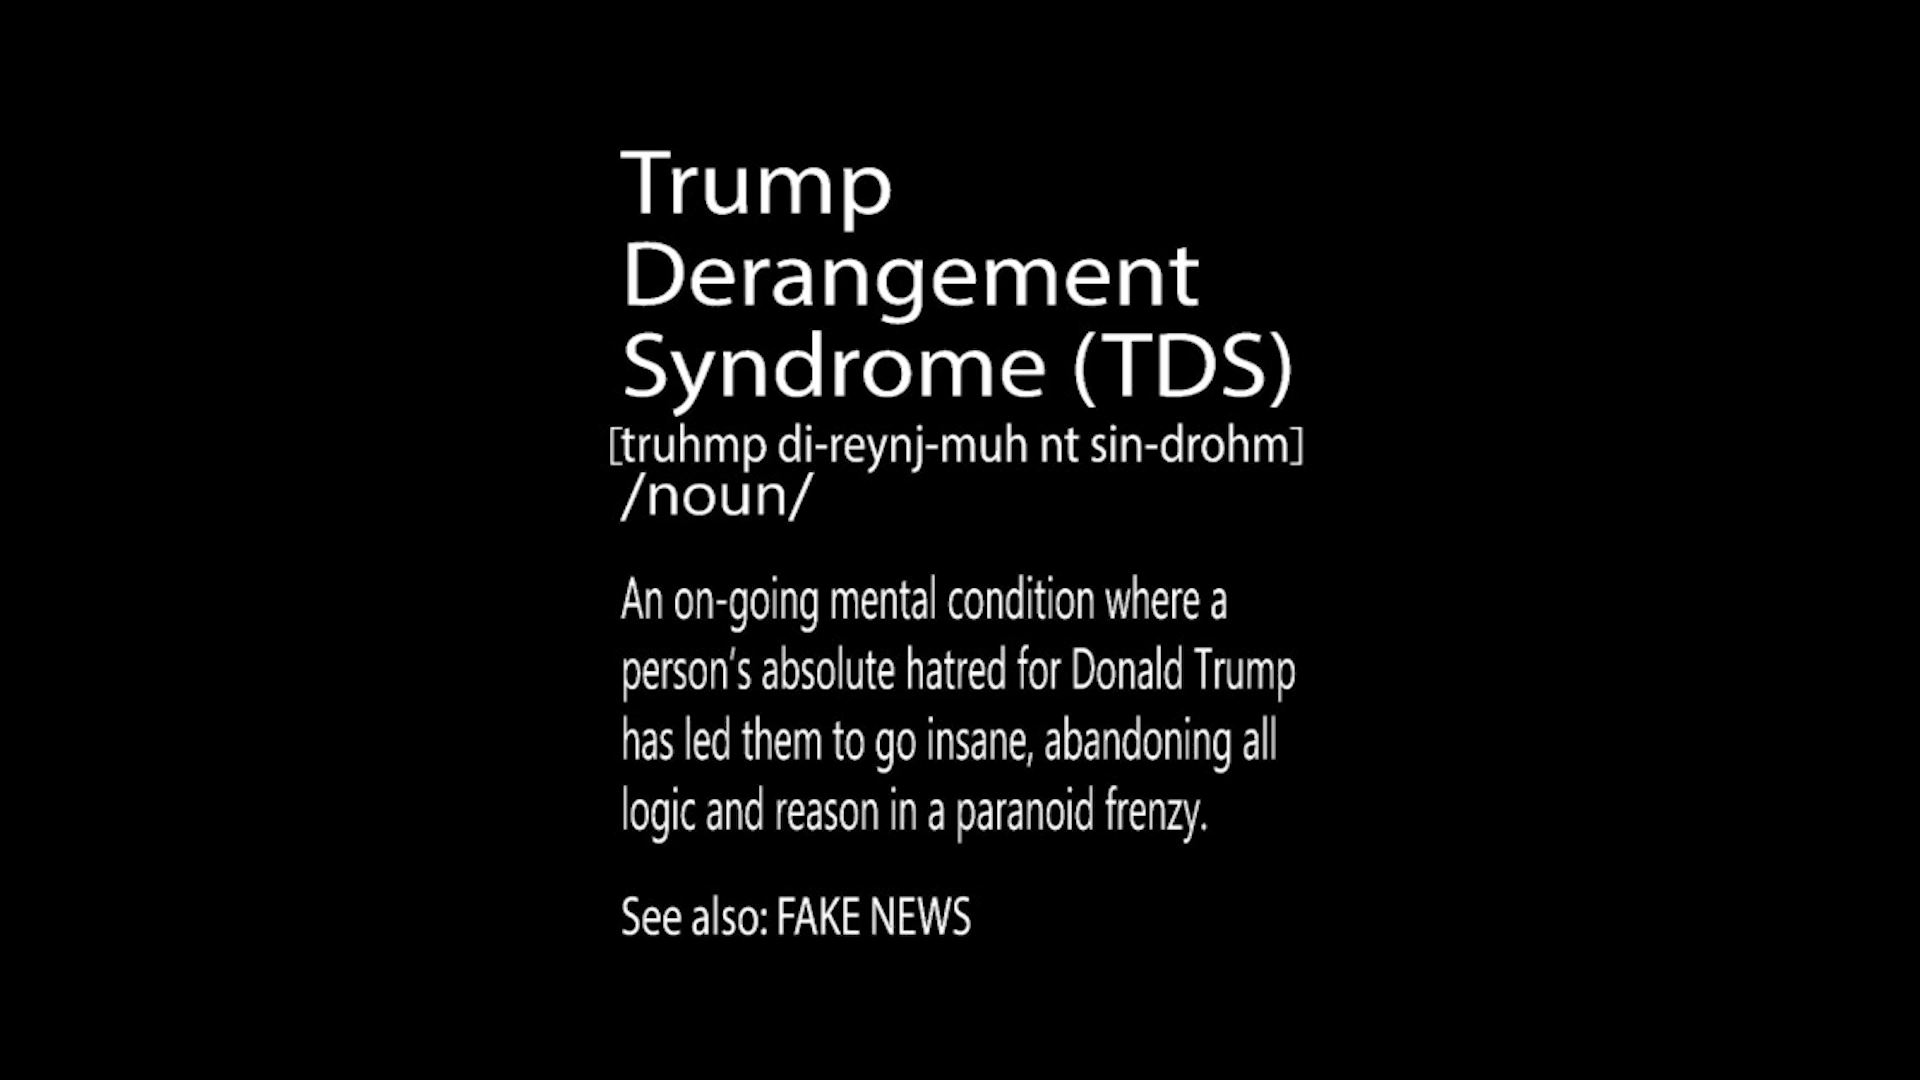 Trump
Derangement
Syndrome (TDS)
[truhmp di-reynj-muh nt sin-drohm]
/noun/
An on-going mental condition where a
person’s absolute hatred for Donald Trump
has led them to go insane, abandoning all
logic and reason in a paranoid frenzy.
See also: FAKE NEWS